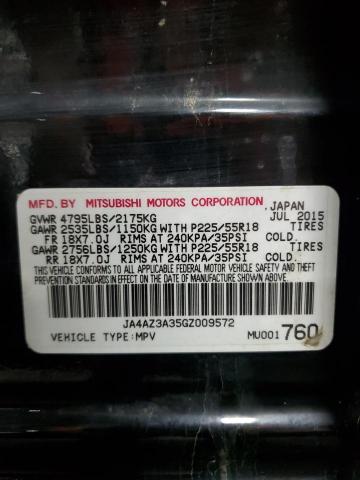 MFD. BY MITSUBISHI MOTORS CORPORATION JAPAN
GVWR 4795LBS/2175KG JUL 2015
GAWR 2535LBS/1150KG WITH P225/55R18 TIRES
FR 18X7.0J RIMS AT 240KPA/35PSI COLD.
GAWR 2756LBS/1250KG WITH P225/55R18 TIRES
RR 18X7.0J RIMS AT 240KPA/35PSI COLD.
THIS VEHICLE CONFORMS TO ALL APPLICABLE FEDERAL MOTOR
VEHICLE SAFETY AND THEFT PREVENTION STANDARDS IN EFFECT
ON THE DATE OF MANUFACTURE SHOWN ABOVE.
JA4AZ3A35GZ009572
VEHICLE TYPE:MPV MU001760